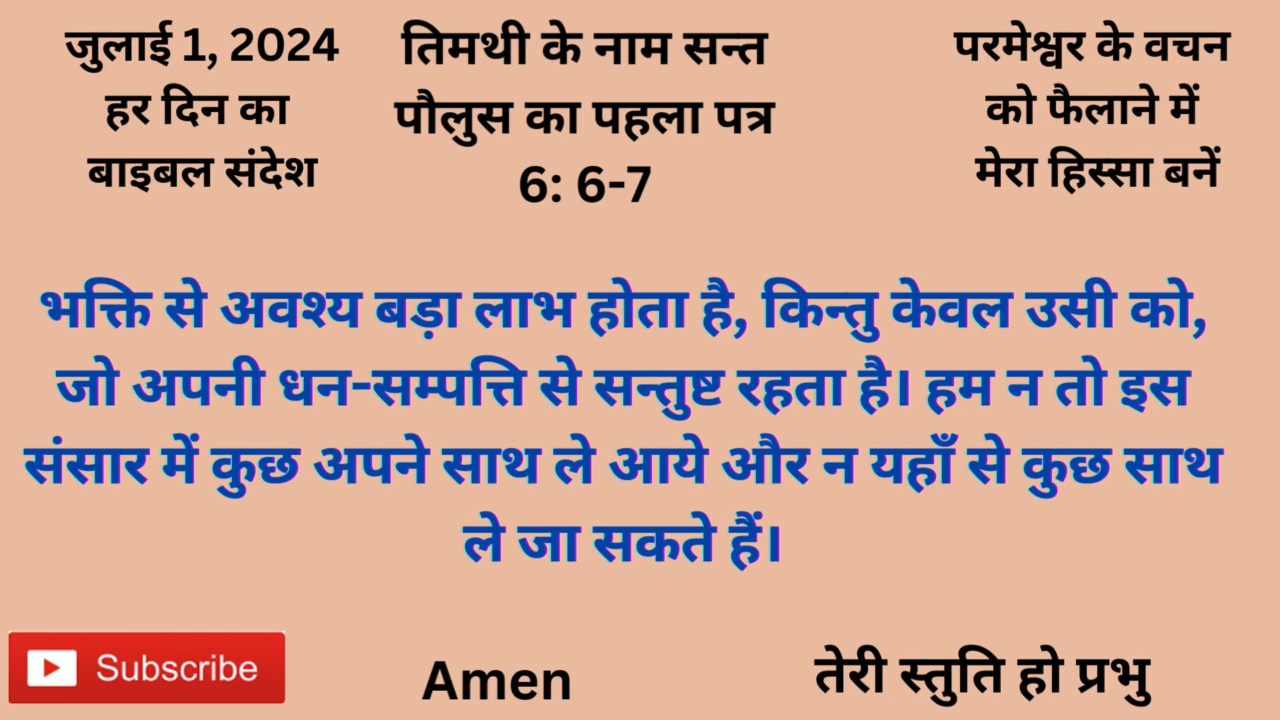 जुलाई 1, 2024
हर दिन का
बाइबल संदेश
तिमथी के नाम सन्त
पौलुस का पहला पत्र
6: 6-7
परमेश्वर के वचन
को फैलाने में
मेरा हिस्सा बनें
भक्ति से अवश्य बड़ा लाभ होता है, किन्तु केवल उसी को,
जो अपनी धन-सम्पत्ति से सन्तुष्ट रहता है। हम न तो इस
संसार में कुछ अपने साथ ले आये और न यहाँ से कुछ साथ
ले जा सकते हैं।
Subscribe
Amen
तेरी स्तुति हो प्रभु